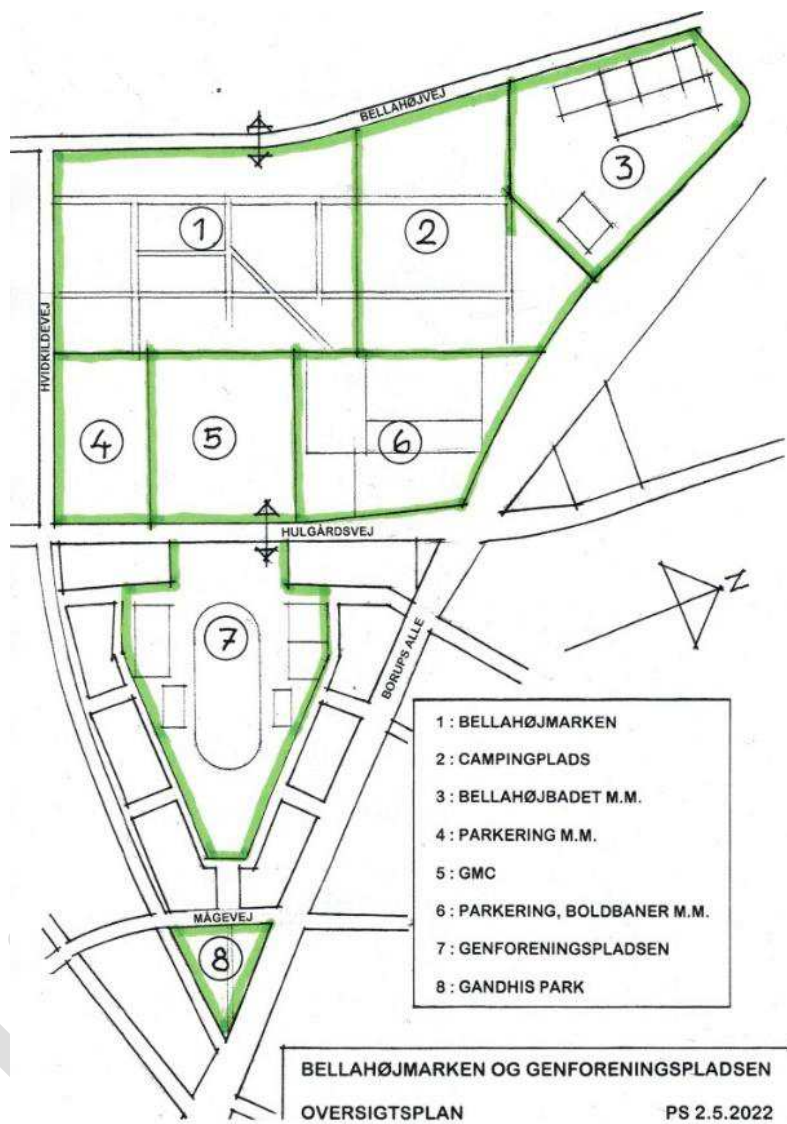 BELLAHØJVEJ
3
1
2
HVIDKILDEVEJ
4
5
6
HULGÅRDSVEJ
N
7
BORUPS ALLE
1 : BELLAHØJMARKEN
2 : CAMPINGPLADS
3 : BELLAHØJBADET M.M.
4 : PARKERING M.M.
5 : GMC
6 : PARKERING, BOLDBANER M.M.
7 : GENFORENINGSPLADSEN
8 : GANDHIS PARK
MÅGEVEJ
8
BELLAHØJMARKEN OG GENFORENINGSPLADSEN
OVERSIGTSPLAN PS 2.5.2022